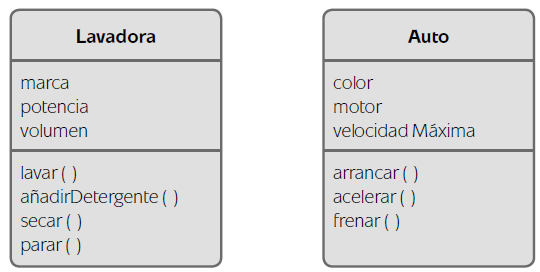 Lavadora
marca
potencia
volumen
lavar ( )
añadirDetergente ( )
secar ( )
parar ( )
Auto
color
motor
velocidad Máxima
arrancar ( )
acelerar ( )
frenar ( )